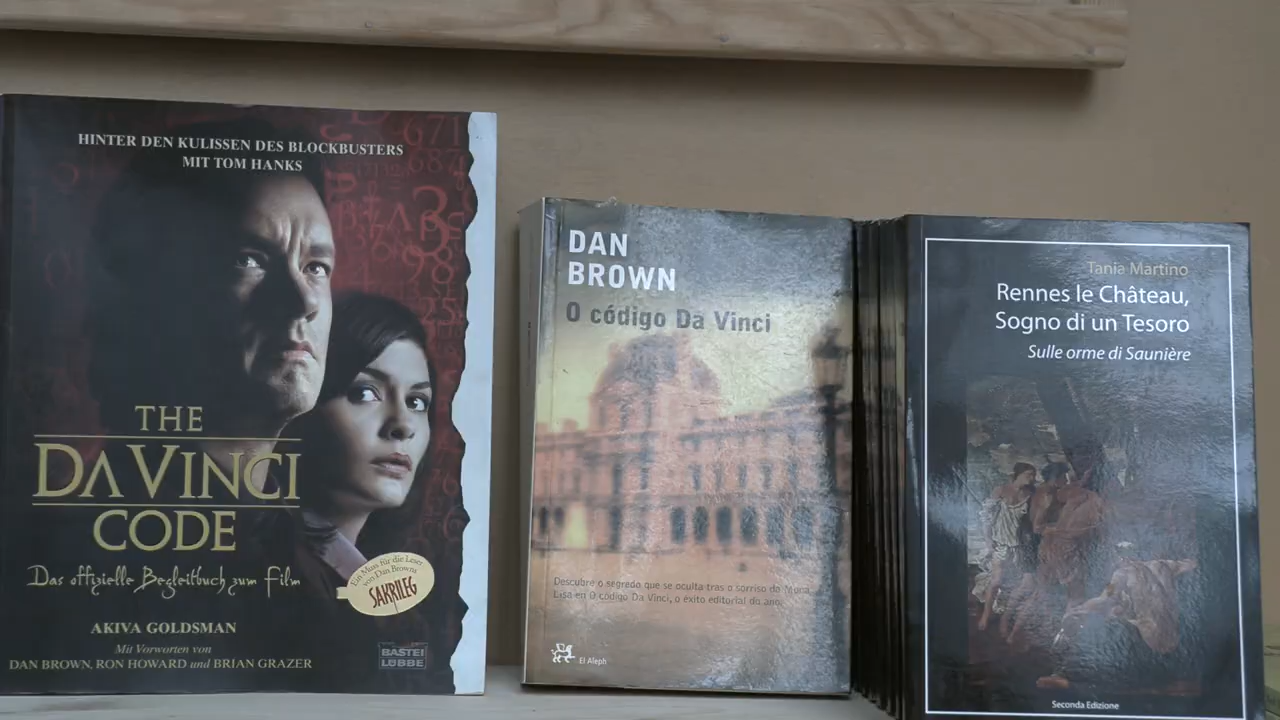 HINTER DEN KULISSEN DES BLOCKBUSTERS
MIT TOM HANKS
THE
DA VINCI
CODE
Das offizielle Begleitbuch zum Film
Ein Muss für die Leser
von Dan Browns
SAKRILEG
AKIVA GOLDSMAN
Mit Vorworten von
DAN BROWN, RON HOWARD und BRIAN GRAZER
BASTEI
LÜBBE
DAN
BROWN
O código Da Vinci
Descubre o segredo que se oculta tras o sorriso da Mona
Lisa en O código Da Vinci, o éxito editorial do ano.
El Aleph
Tania Martino
Rennes le Château,
Sogno di un Tesoro
Sulle orme di Saunière
Seconda Edizione